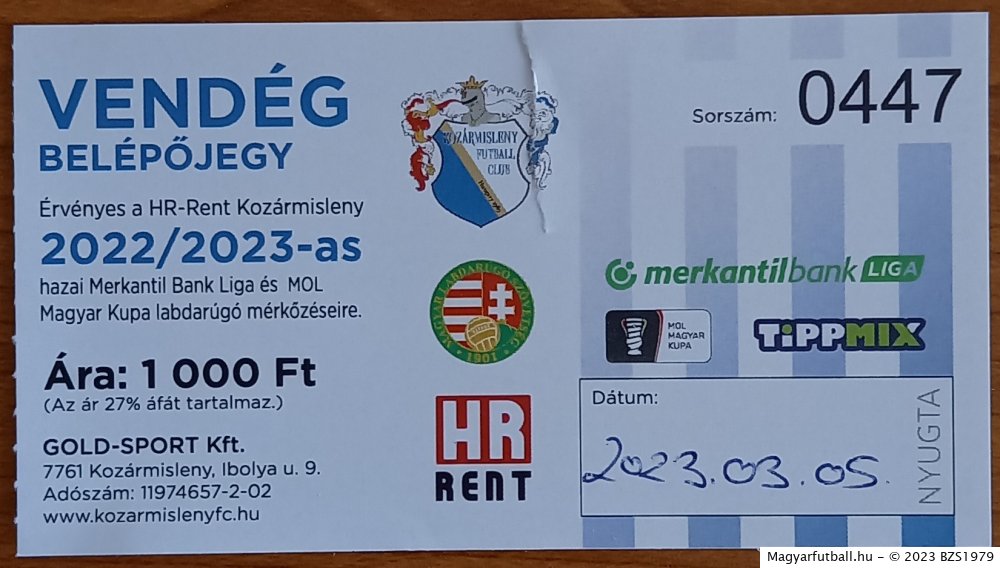 VENDÉG
BELÉPŐJEGY
Érvényes a HR-Rent Kozármisleny
2022/2023-as
hazai Merkantil Bank Liga és MOL
Magyar Kupa labdarúgó mérkőzéseire.
Ára: 1 000 Ft
(Az ár 27% áfát tartalmaz.)
GOLD-SPORT Kft.
7761 Kozármisleny, Ibolya u. 9.
Adószám: 11974657-2-02
www.kozarmislenyfc.hu
KOZÁRMISLENY
FUTBALL
CLUB
MAGYAR LABDARÚGÓ SZÖVETSÉG
1901
HR
RENT
Sorszám: 0447
merkantilbank LIGA
MOL
MAGYAR
KUPA
TiPPMIX
Dátum:
2023.03.05.
NYUGTA
Magyarfutball.hu – © 2023 BZS1979